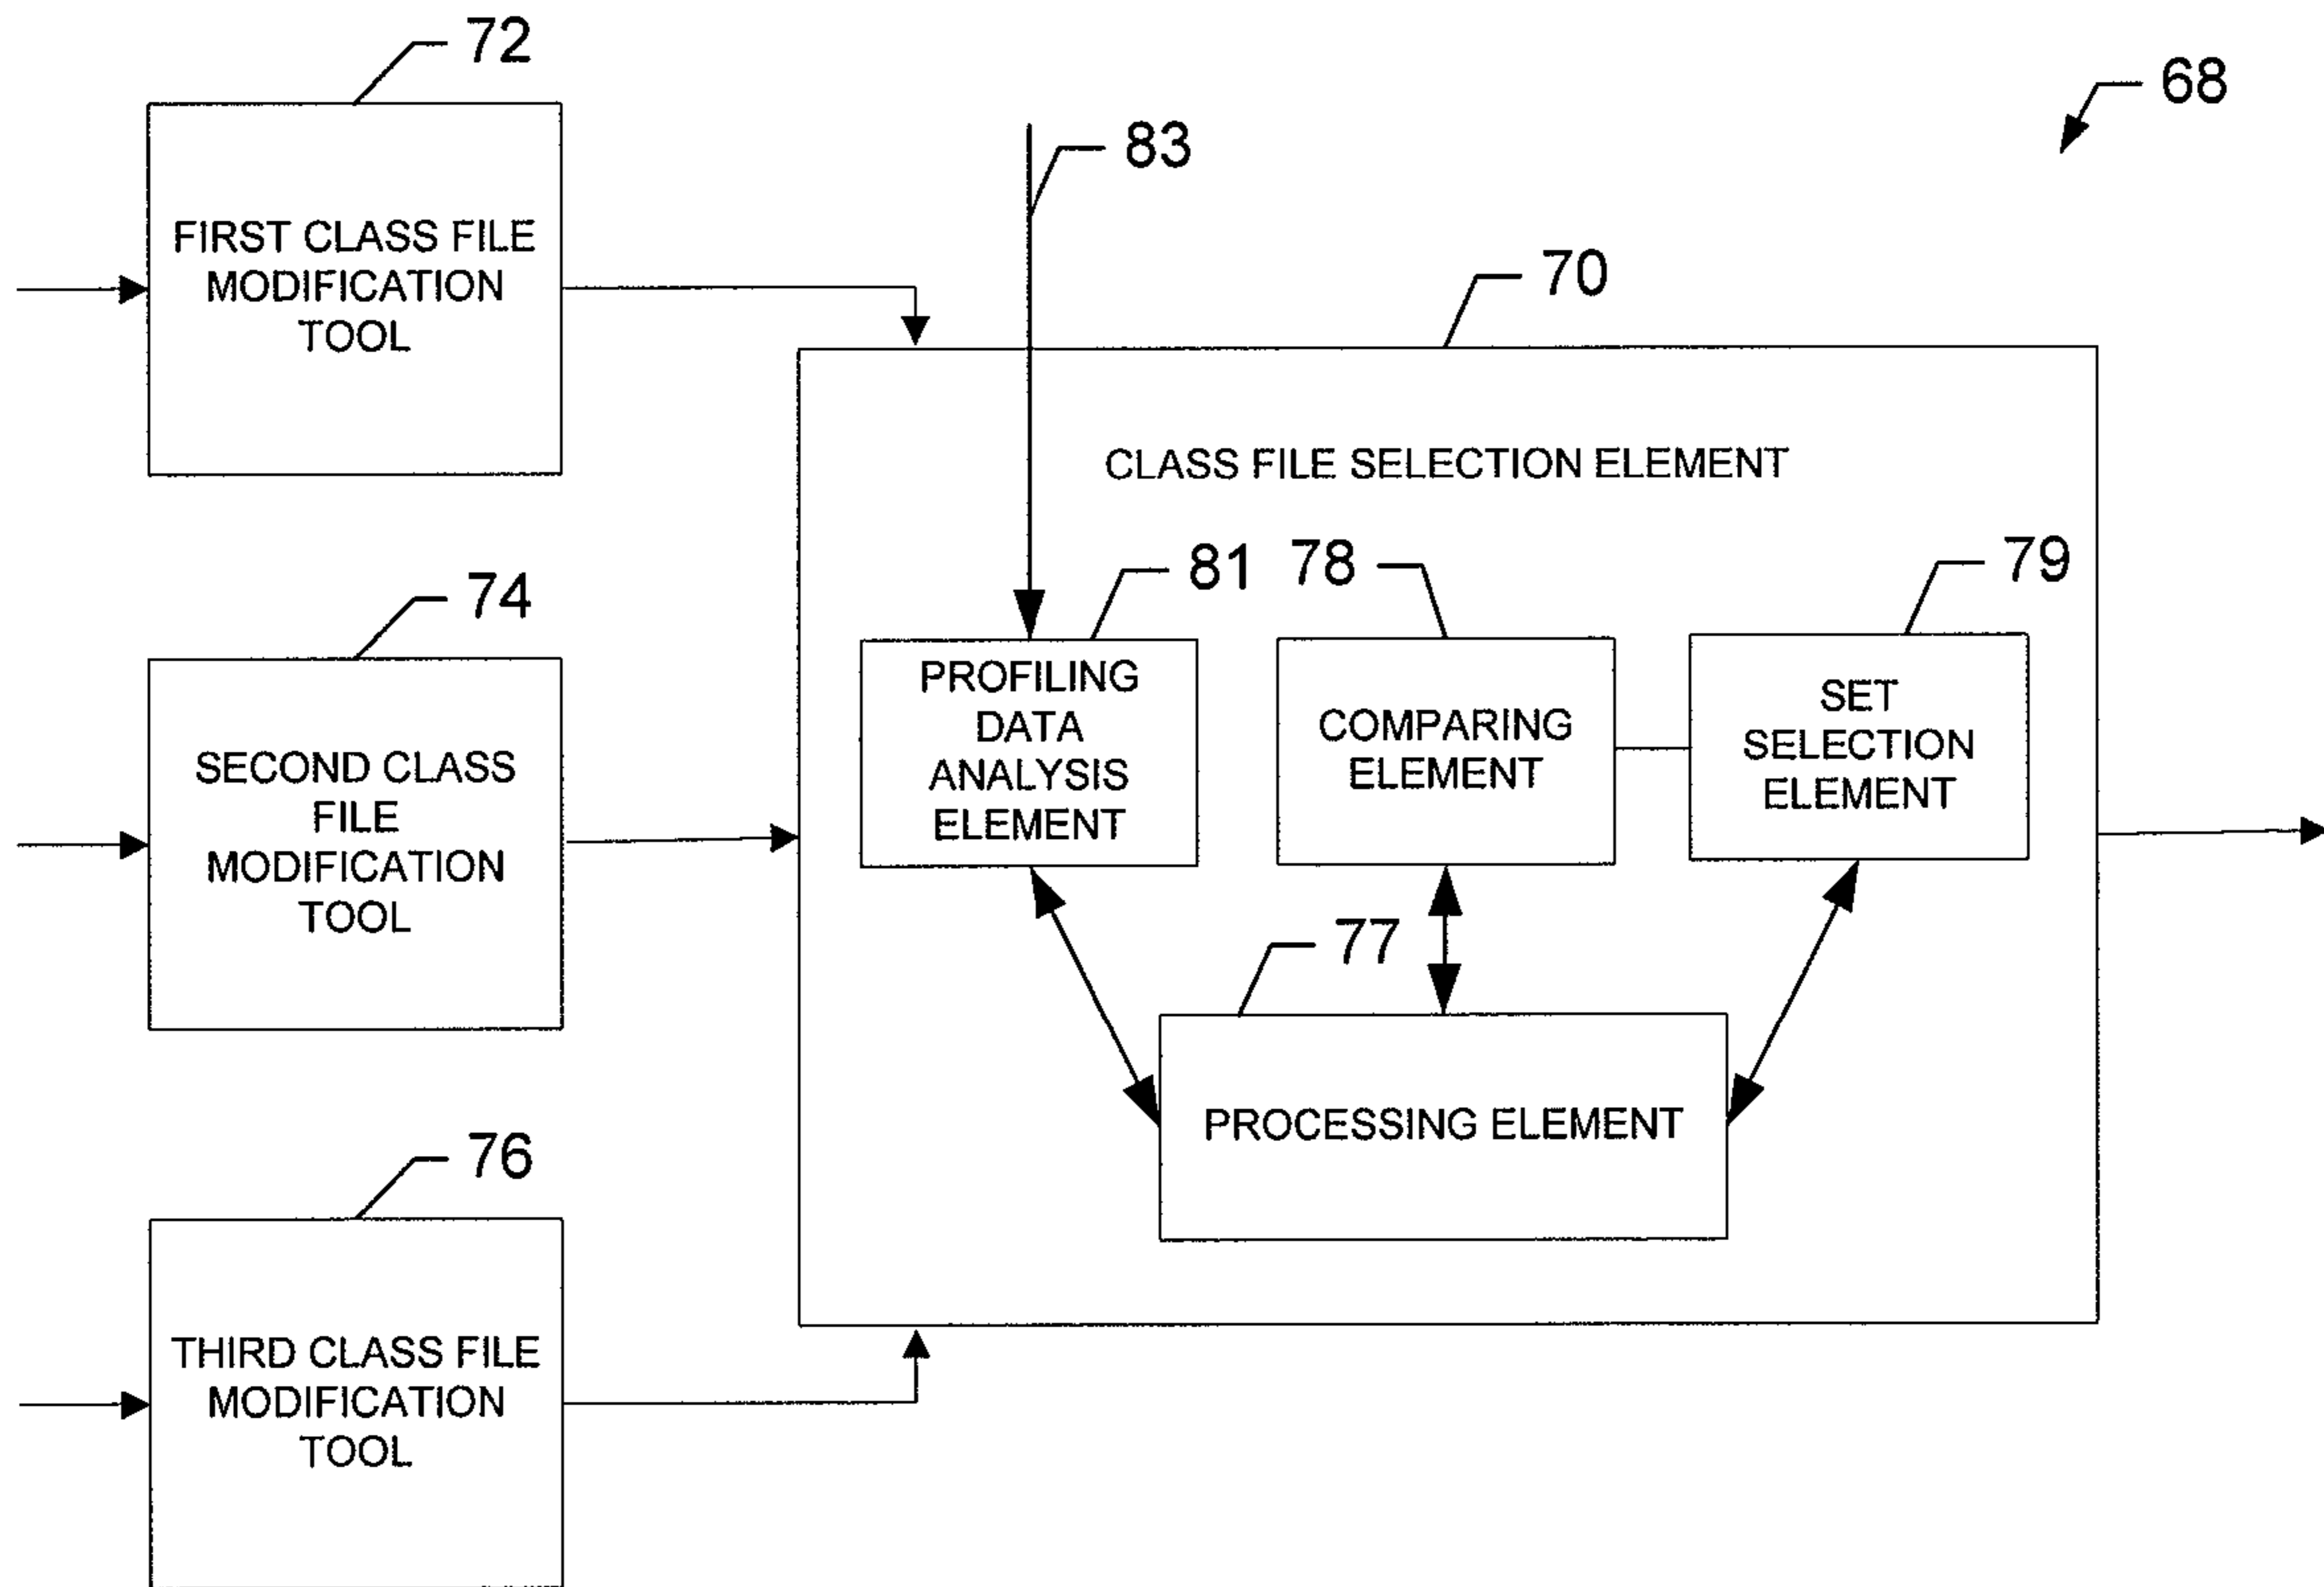 72
68
83
FIRST CLASS FILE
MODIFICATION
TOOL
70
CLASS FILE SELECTION ELEMENT
74
81
78
79
PROFILING
DATA
ANALYSIS
ELEMENT
COMPARING
ELEMENT
SET
SELECTION
ELEMENT
SECOND CLASS
FILE
MODIFICATION
TOOL
77
PROCESSING ELEMENT
76
THIRD CLASS FILE
MODIFICATION
TOOL